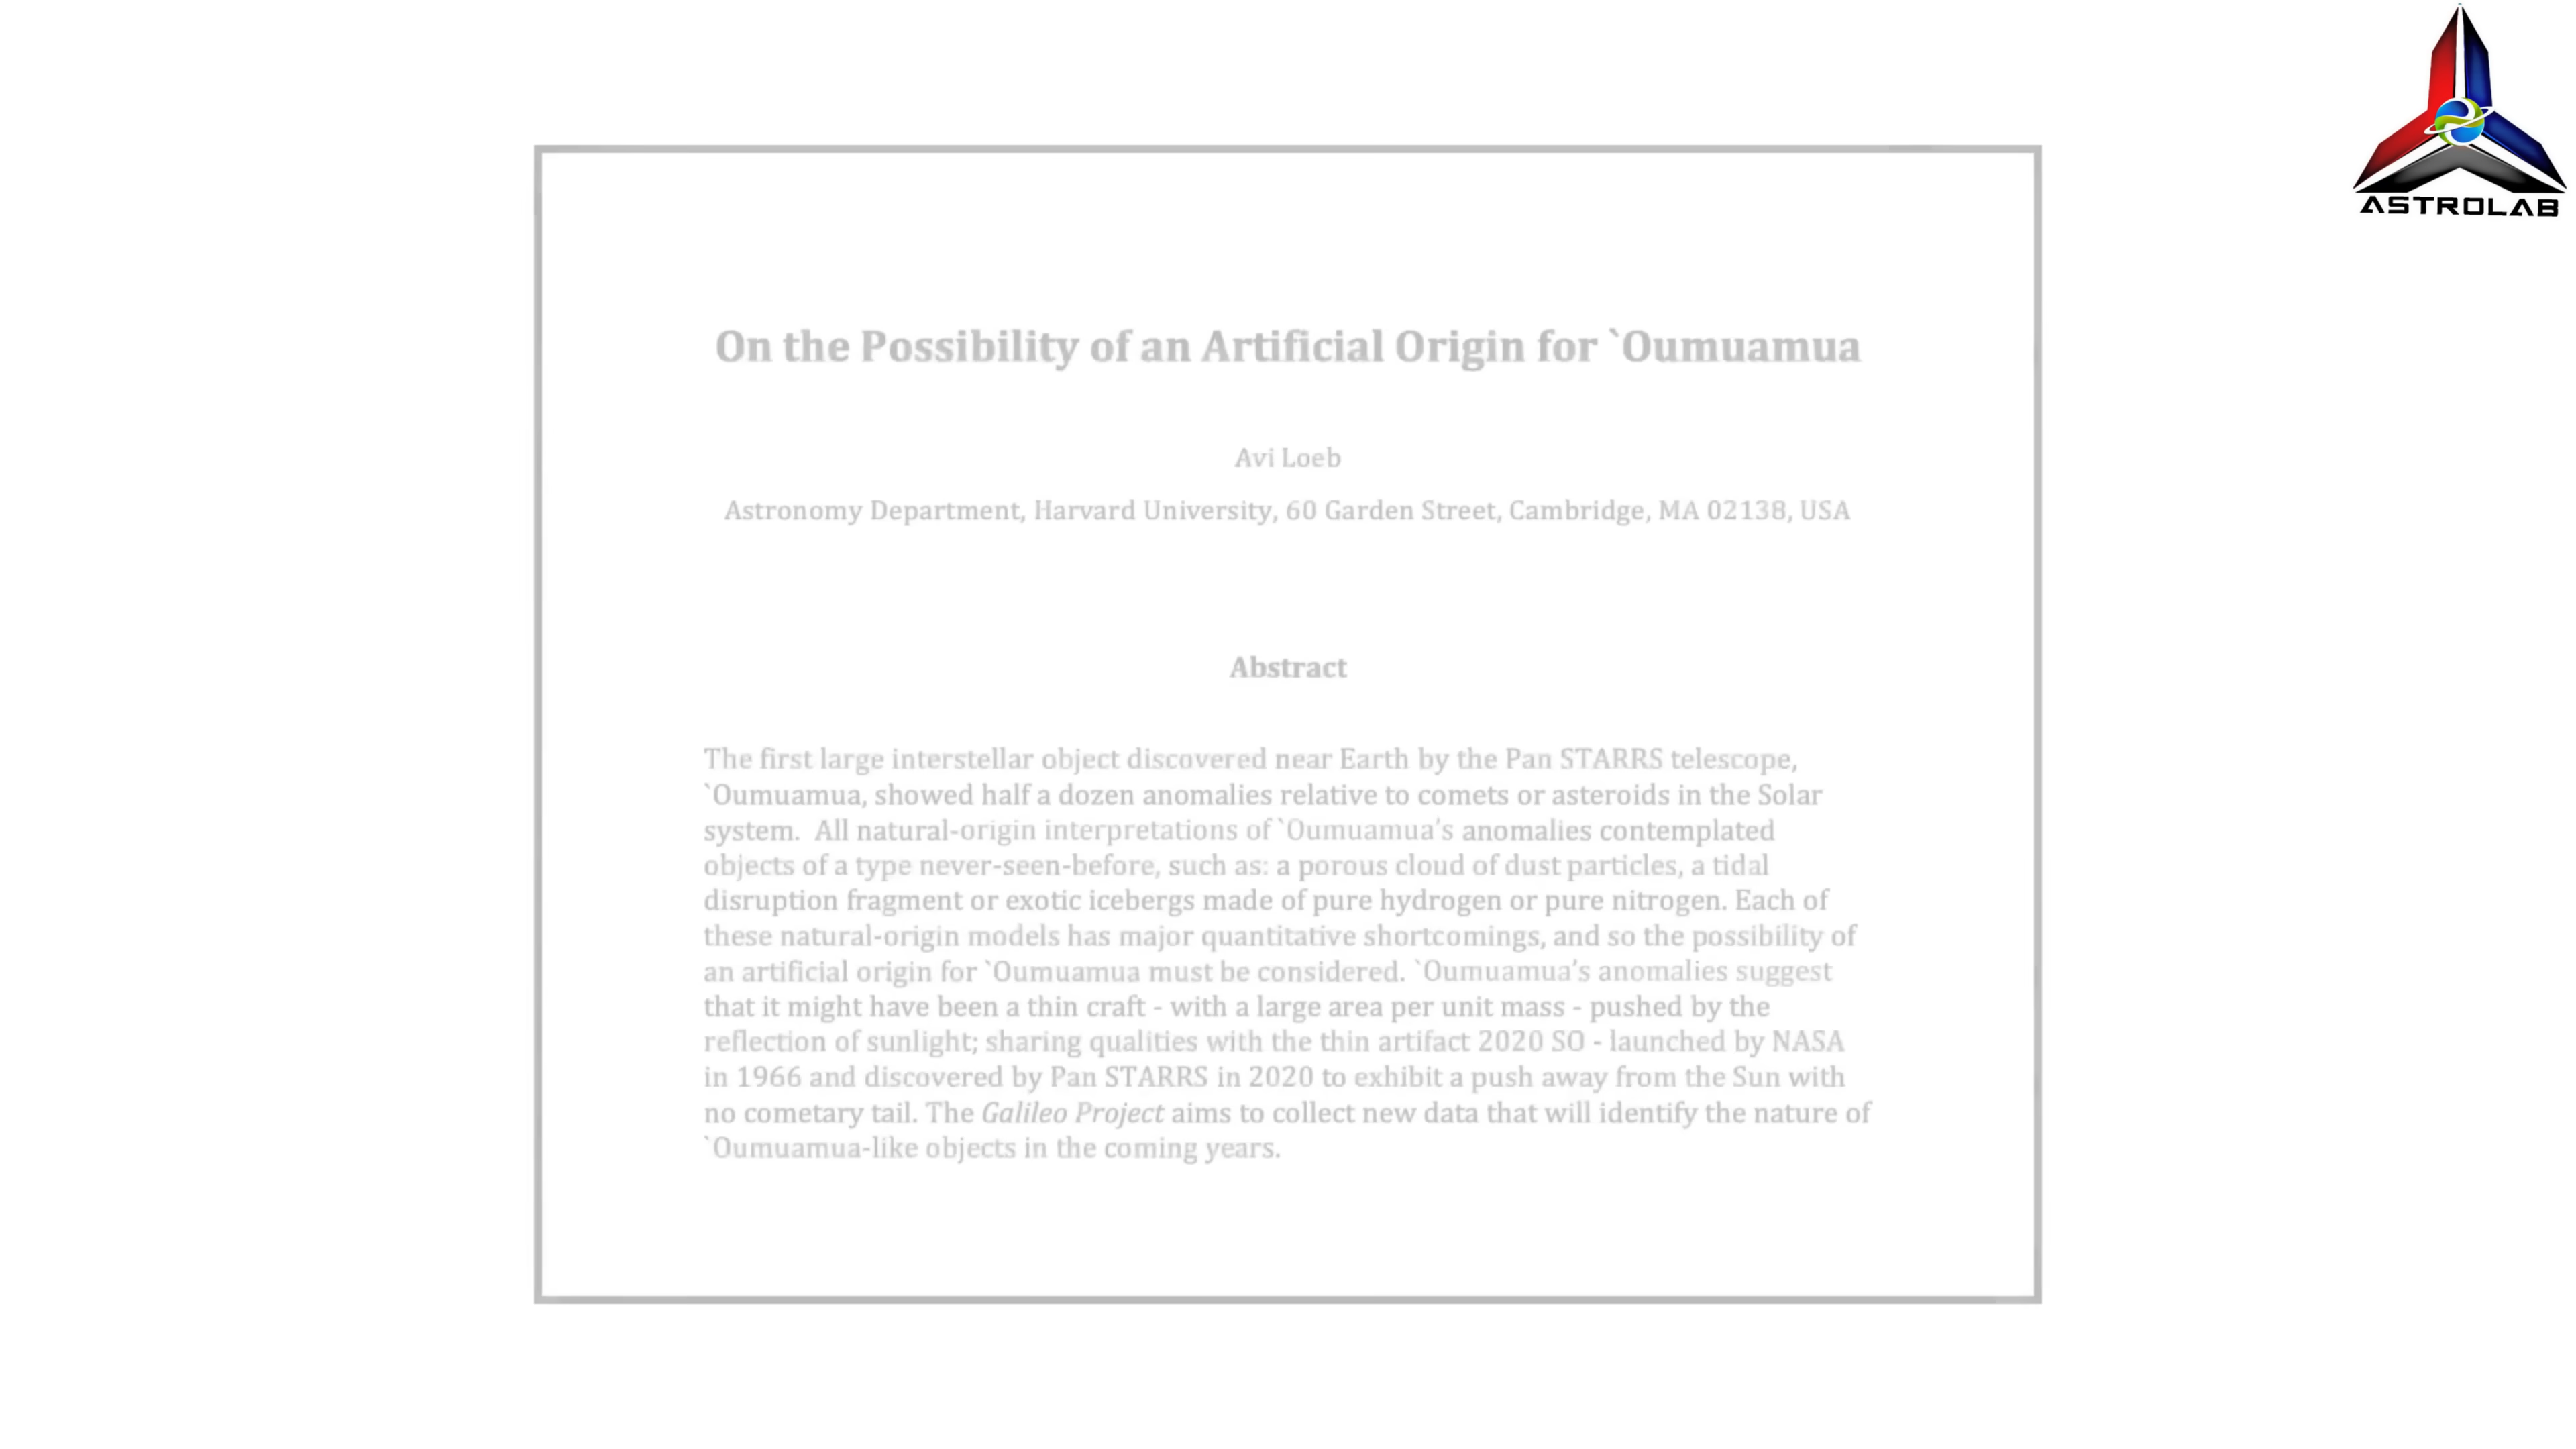 ASTROLAB
On the Possibility of an Artificial Origin for `Oumuamua
Avi Loeb
Astronomy Department, Harvard University, 60 Garden Street, Cambridge, MA 02138, USA
Abstract
The first large interstellar object discovered near Earth by the Pan STARRS telescope,
`Oumuamua, showed half a dozen anomalies relative to comets or asteroids in the Solar
system.  All natural-origin interpretations of `Oumuamua's anomalies contemplated
objects of a type never-seen-before, such as: a porous cloud of dust particles, a tidal
disruption fragment or exotic icebergs made of pure hydrogen or pure nitrogen. Each of
these natural-origin models has major quantitative shortcomings, and so the possibility of
an artificial origin for `Oumuamua must be considered. `Oumuamua's anomalies suggest
that it might have been a thin craft - with a large area per unit mass - pushed by the
reflection of sunlight; sharing qualities with the thin artifact 2020 SO - launched by NASA
in 1966 and discovered by Pan STARRS in 2020 to exhibit a push away from the Sun with
no cometary tail. The Galileo Project aims to collect new data that will identify the nature of
`Oumuamua-like objects in the coming years.